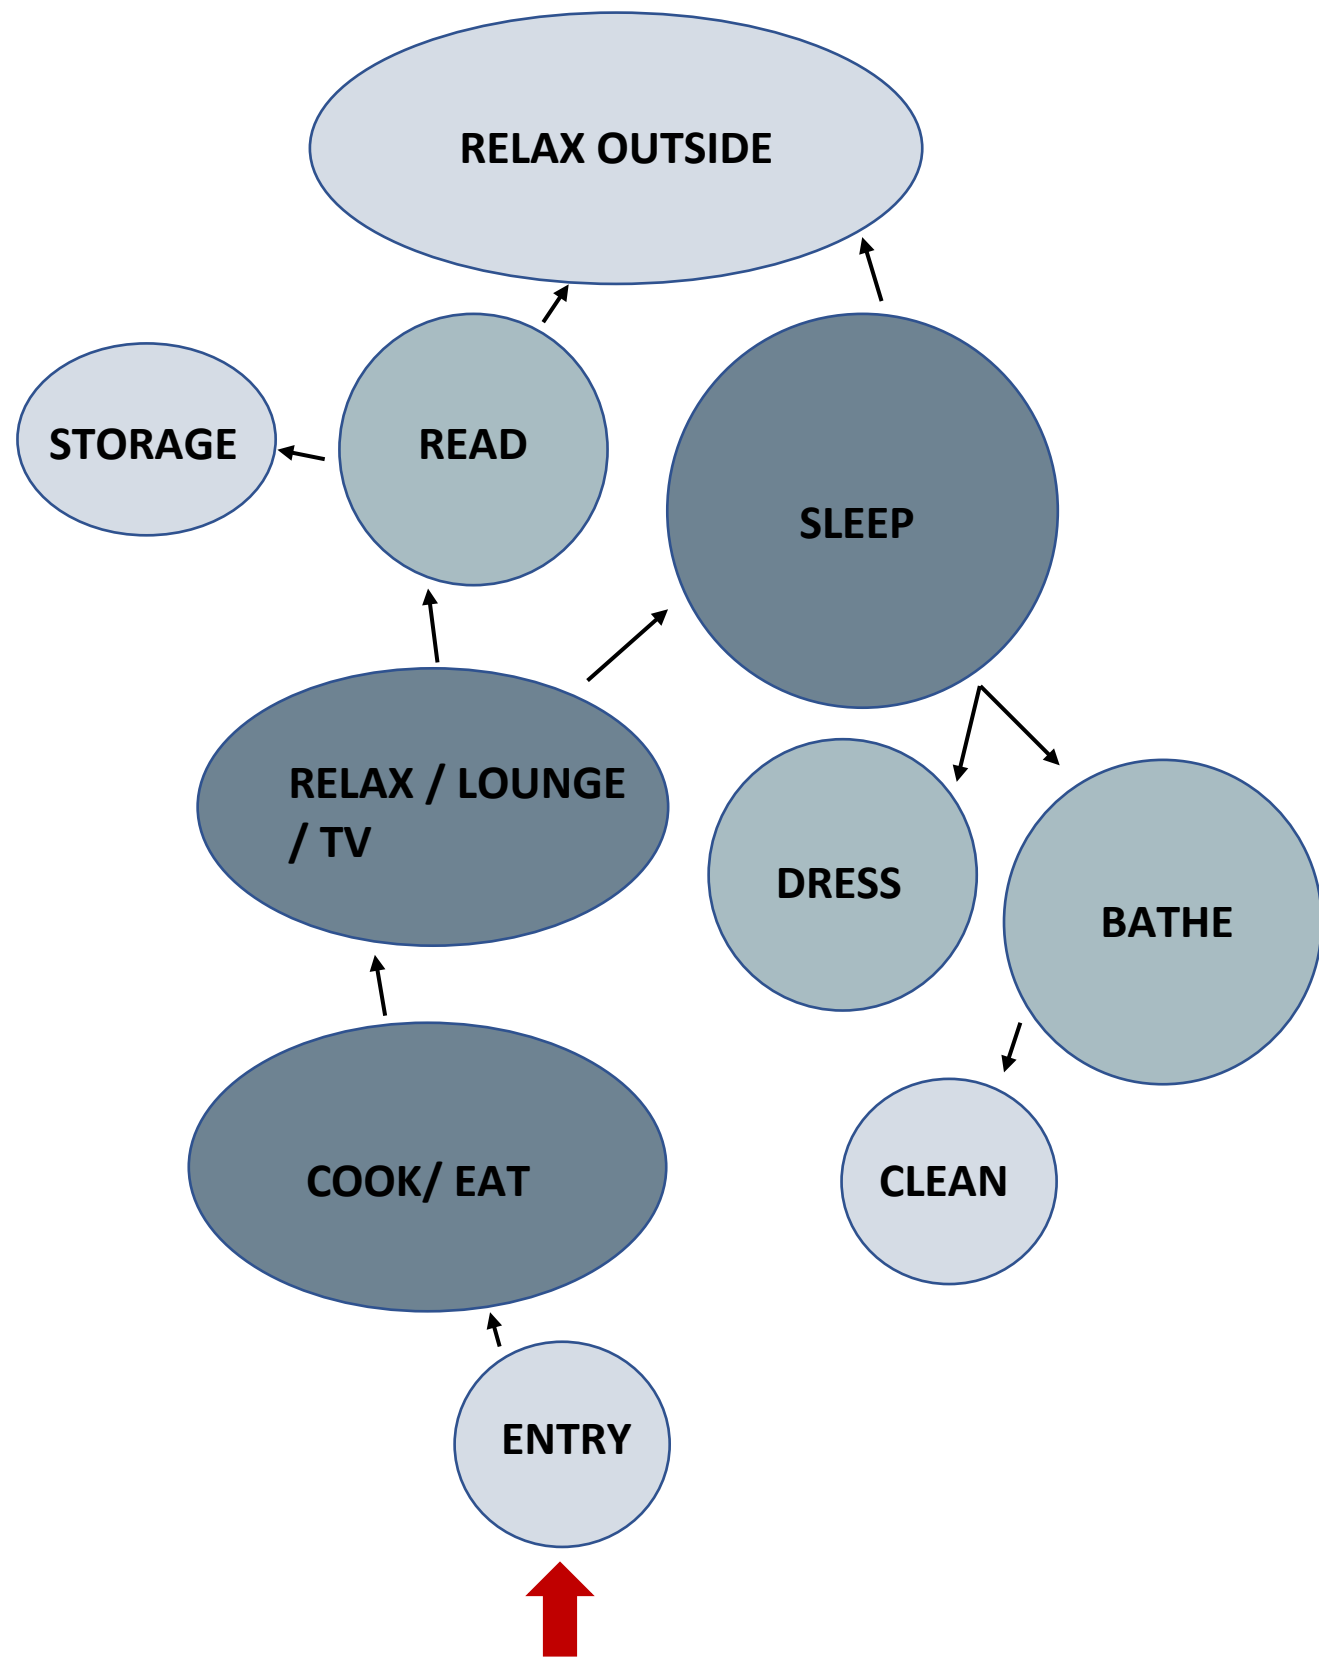 RELAX OUTSIDE
STORAGE
READ
SLEEP
RELAX / LOUNGE
/ TV
DRESS
BATHE
COOK/ EAT
CLEAN
ENTRY